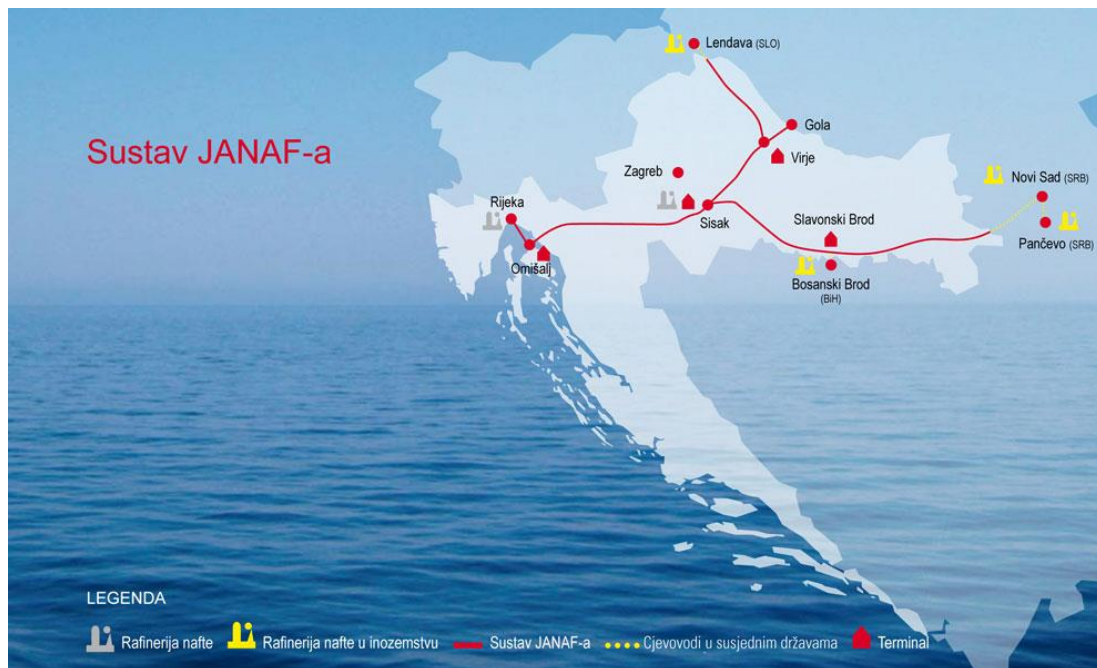 Lendava (SLO)
Gola
Sustav JANAF-a
Virje
Zagreb
Novi Sad (SRB)
Rijeka
Sisak
Slavonski Brod
Pančevo (SRB)
Omišalj
Bosanski Brod
(BiH)
LEGENDA
Rafinerija nafte
Rafinerija nafte u inozemstvu
Sustav JANAF-a
Cjevovodi u susjednim državama
Terminal